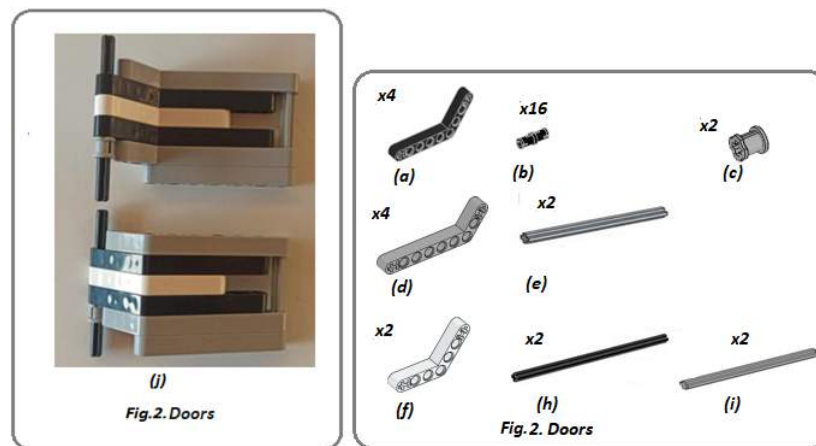 (j)
Fig.2. Doors
x4
x16
x2
(a)
(b)
(c)
x4
x2
(d)
(e)
x2
x2
x2
(f)
(h)
(i)
Fig.2. Doors